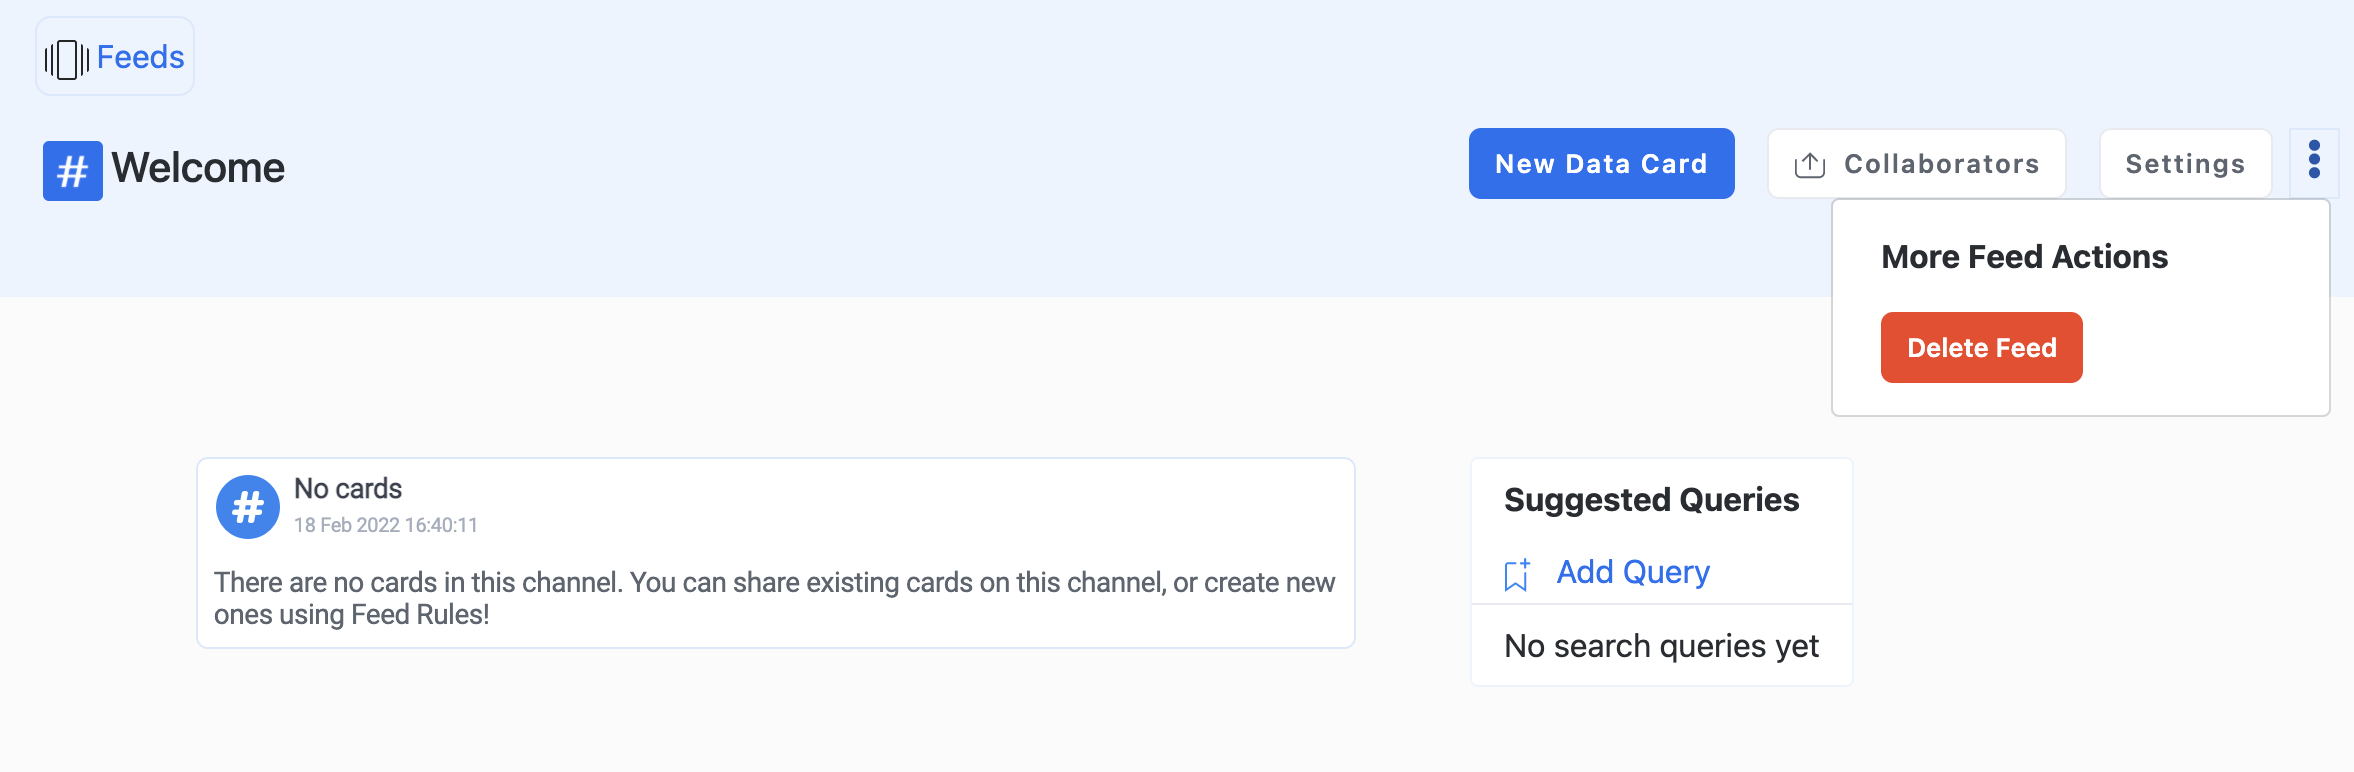 Feeds
# Welcome
New Data Card
Collaborators
Settings
More Feed Actions
Delete Feed
# No cards
18 Feb 2022 16:40:11
There are no cards in this channel. You can share existing cards on this channel, or create new
ones using Feed Rules!
Suggested Queries
Add Query
No search queries yet